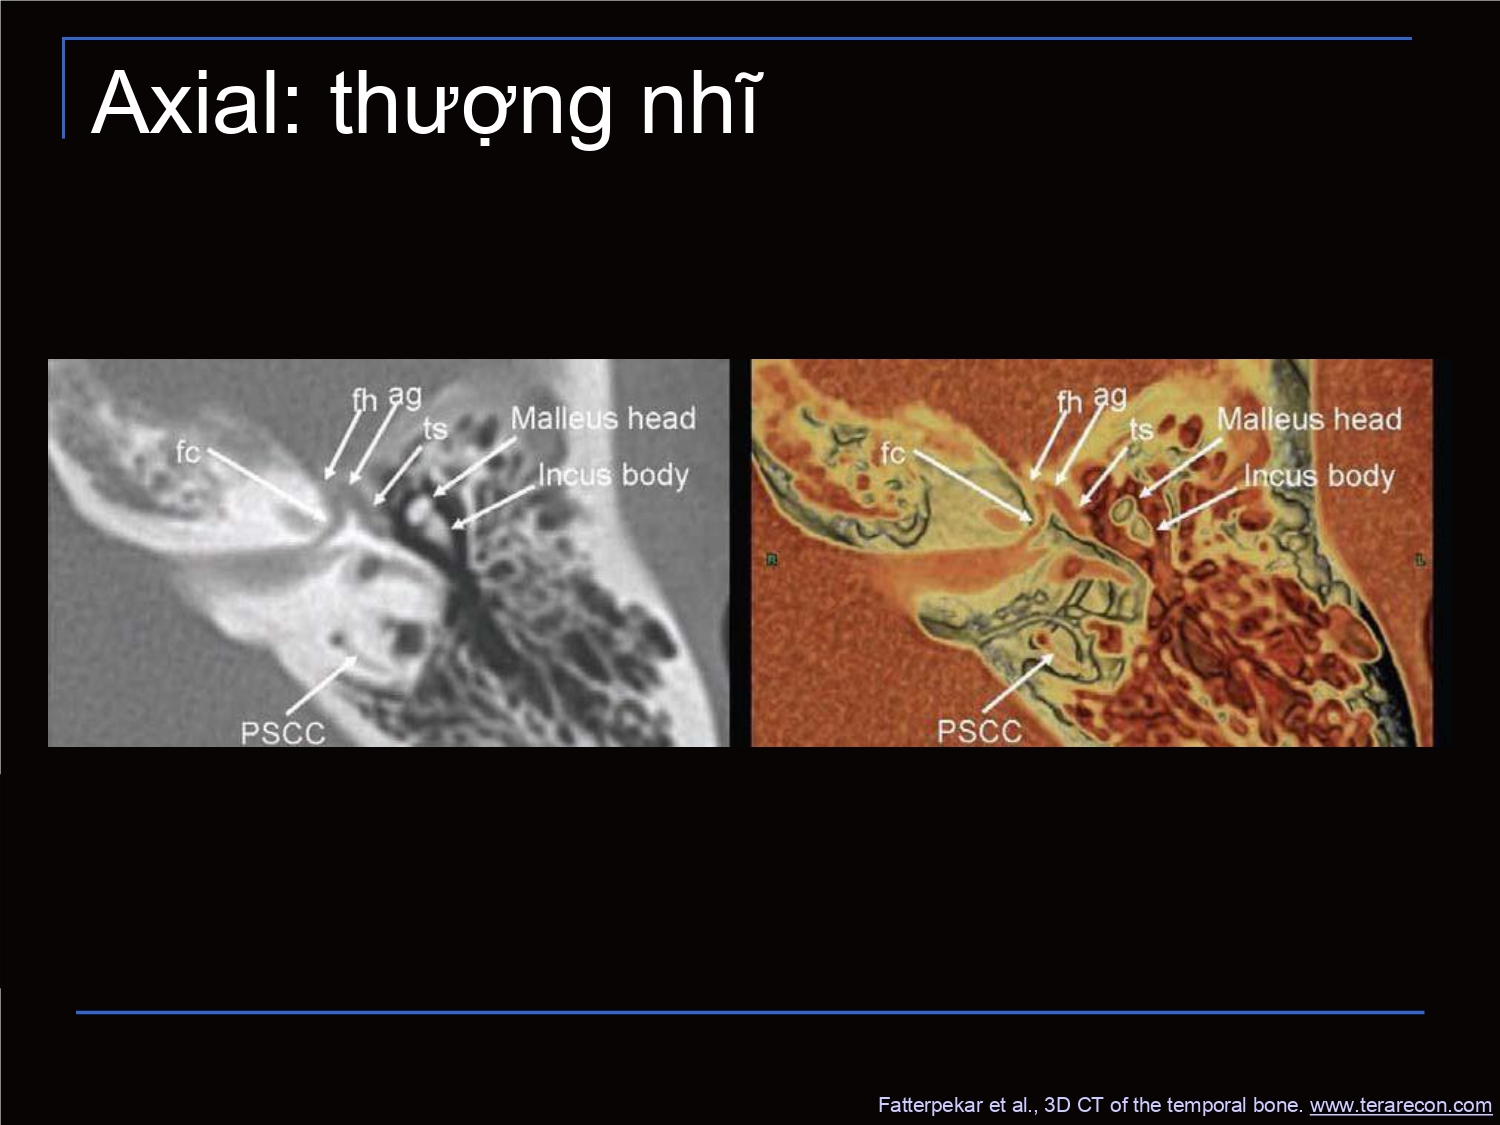 Axial: thượng nhĩ
fh ag
ts
Malleus head
fc
Incus body
PSCC
fh ag
ts
Malleus head
fc
Incus body
R
L
PSCC
Fatterpekar et al., 3D CT of the temporal bone. www.terarecon.com